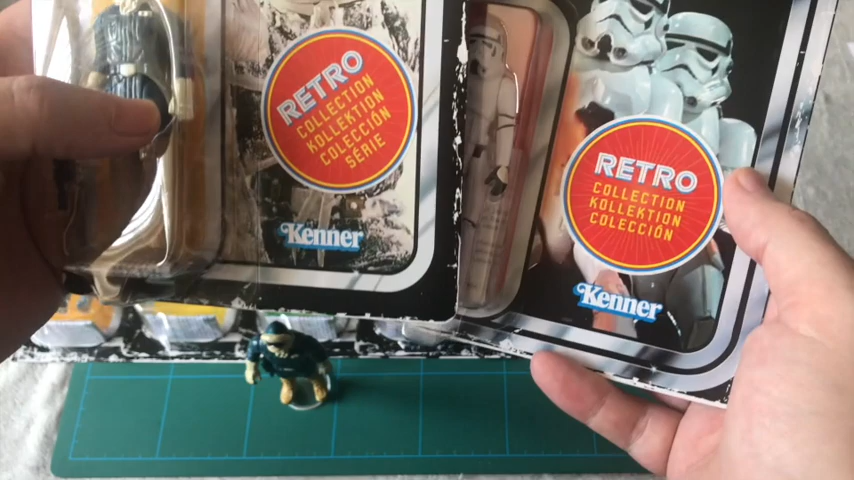 RETRO
COLLECTION
KOLLEKTION
COLECCIÓN
SÉRIE
Kenner
RETRO
COLLECTION
KOLLEKTION
COLECCIÓN
Kenner